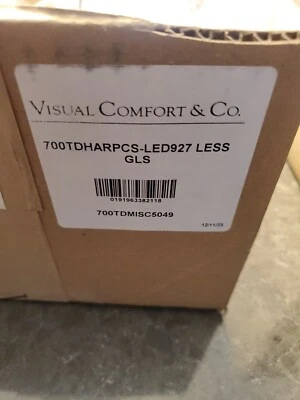 VISUAL COMFORT & CO.
700TDHARPCS-LED927 LESS
GLS
0191963382118
700TDMISC5049